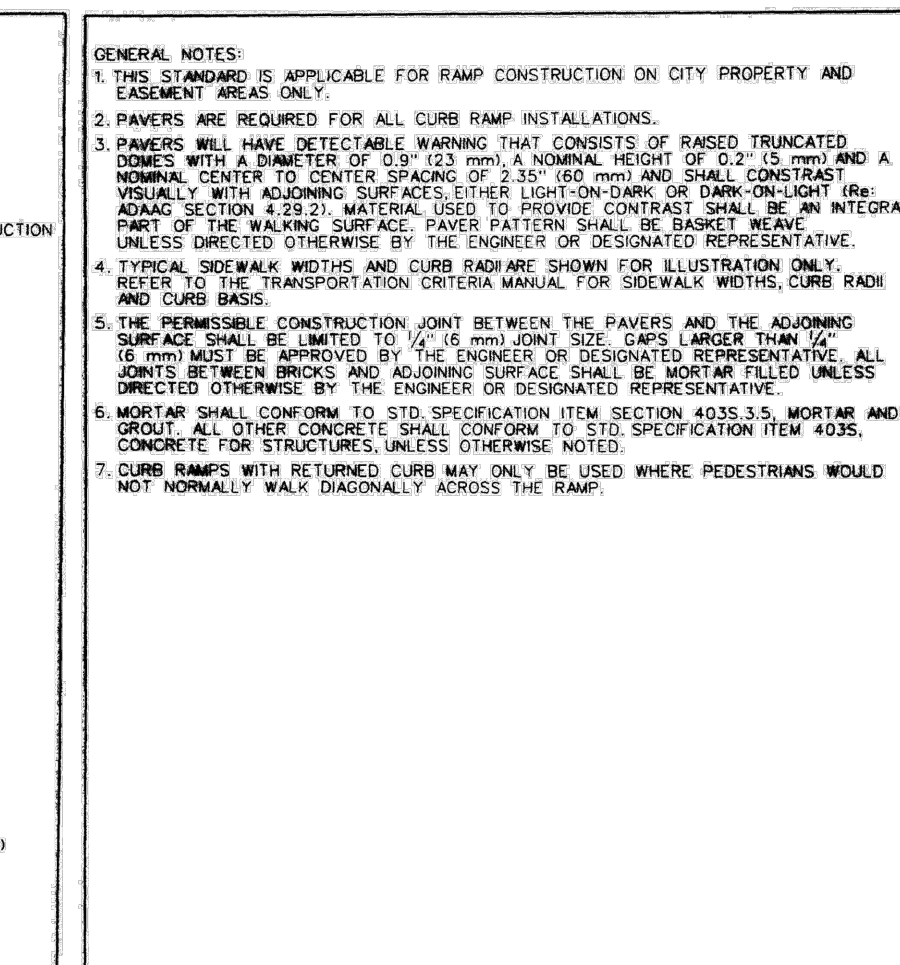 GENERAL NOTES:
1. THIS STANDARD IS APPLICABLE FOR RAMP CONSTRUCTION ON CITY PROPERTY AND
EASEMENT AREAS ONLY.
2. PAVERS ARE REQUIRED FOR ALL CURB RAMP INSTALLATIONS.
3. PAVERS WILL HAVE DETECTABLE WARNING THAT CONSISTS OF RAISED TRUNCATED
DOMES WITH A DIAMETER OF 0.9" (23 mm), A NOMINAL HEIGHT OF 0.2" (5 mm) AND A
NOMINAL CENTER TO CENTER SPACING OF 2.35" (60 mm) AND SHALL CONSTRAST
VISUALLY WITH ADJOINING SURFACES, EITHER LIGHT-ON-DARK OR DARK-ON-LIGHT (Re:
ADAAG SECTION 4.29.2). MATERIAL USED TO PROVIDE CONTRAST SHALL BE AN INTEGRA
PART OF THE WALKING SURFACE. PAVER PATTERN SHALL BE BASKET WEAVE
UNLESS DIRECTED OTHERWISE BY THE ENGINEER OR DESIGNATED REPRESENTATIVE.
4. TYPICAL SIDEWALK WIDTHS AND CURB RADII ARE SHOWN FOR ILLUSTRATION ONLY.
REFER TO THE TRANSPORTATION CRITERIA MANUAL FOR SIDEWALK WIDTHS, CURB RADII
AND CURB BASIS.
5. THE PERMISSIBLE CONSTRUCTION JOINT BETWEEN THE PAVERS AND THE ADJOINING
SURFACE SHALL BE LIMITED TO 1/4" (6 mm) JOINT SIZE. GAPS LARGER THAN 1/4"
(6 mm) MUST BE APPROVED BY THE ENGINEER OR DESIGNATED REPRESENTATIVE. ALL
JOINTS BETWEEN BRICKS AND ADJOINING SURFACE SHALL BE MORTAR FILLED UNLESS
DIRECTED OTHERWISE BY THE ENGINEER OR DESIGNATED REPRESENTATIVE.
6. MORTAR SHALL CONFORM TO STD. SPECIFICATION ITEM SECTION 403S.3.5, MORTAR AND
GROUT. ALL OTHER CONCRETE SHALL CONFORM TO STD. SPECIFICATION ITEM 403S,
CONCRETE FOR STRUCTURES, UNLESS OTHERWISE NOTED.
7. CURB RAMPS WITH RETURNED CURB MAY ONLY BE USED WHERE PEDESTRIANS WOULD
NOT NORMALLY WALK DIAGONALLY ACROSS THE RAMP.
UCTION
)